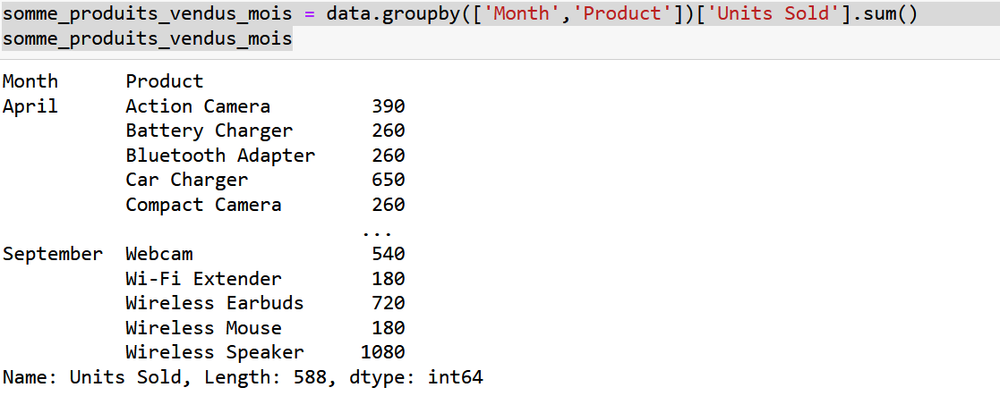 somme_produits_vendus_mois = data.groupby(['Month','Product'])['Units Sold'].sum()
somme_produits_vendus_mois
Month      Product
April      Action Camera         390
           Battery Charger       260
           Bluetooth Adapter     260
           Car Charger           650
           Compact Camera        260
                                ...
September  Webcam                540
           Wi-Fi Extender        180
           Wireless Earbuds      720
           Wireless Mouse        180
           Wireless Speaker     1080
Name: Units Sold, Length: 588, dtype: int64